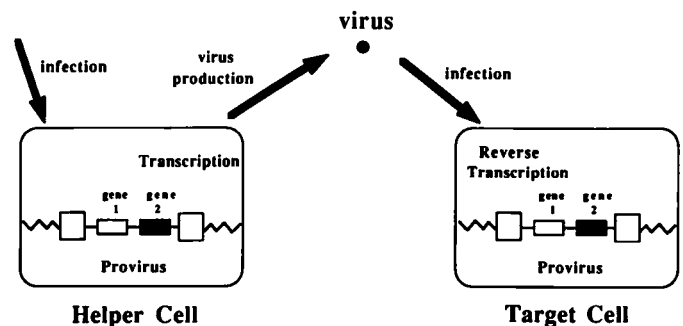 virus
infection
virus
production
infection
Transcription
gene gene
1 2
Provirus
Helper Cell
Reverse
Transcription
gene gene
1 2
Provirus
Target Cell